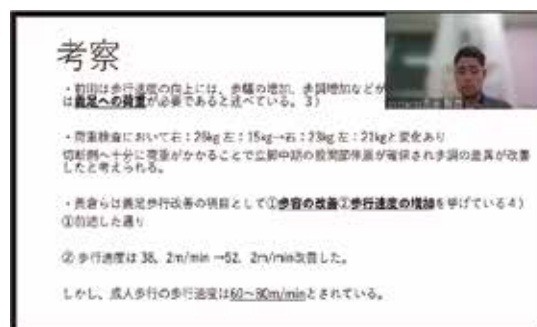 考察
・前田は歩行速度の向上には、歩幅の増加、歩調増加などが
は義足への荷重が必要であると述べている。3）
・荷重検査において右：29kg 左：15kg→右：23kg 左：21kgと変化あり
切断側へ十分に荷重がかかることで立脚中期の股関節伸展が確保され歩調の差異が改善
したと考えられる。
・長倉らは義足歩行改善の項目として①歩容の改善②歩行速度の増加を挙げている4）
①前述した通り
② 歩行速度は 38．2m/min →52．2m/min改善した。
しかし、成人歩行の歩行速度は60～80m/minとされている。